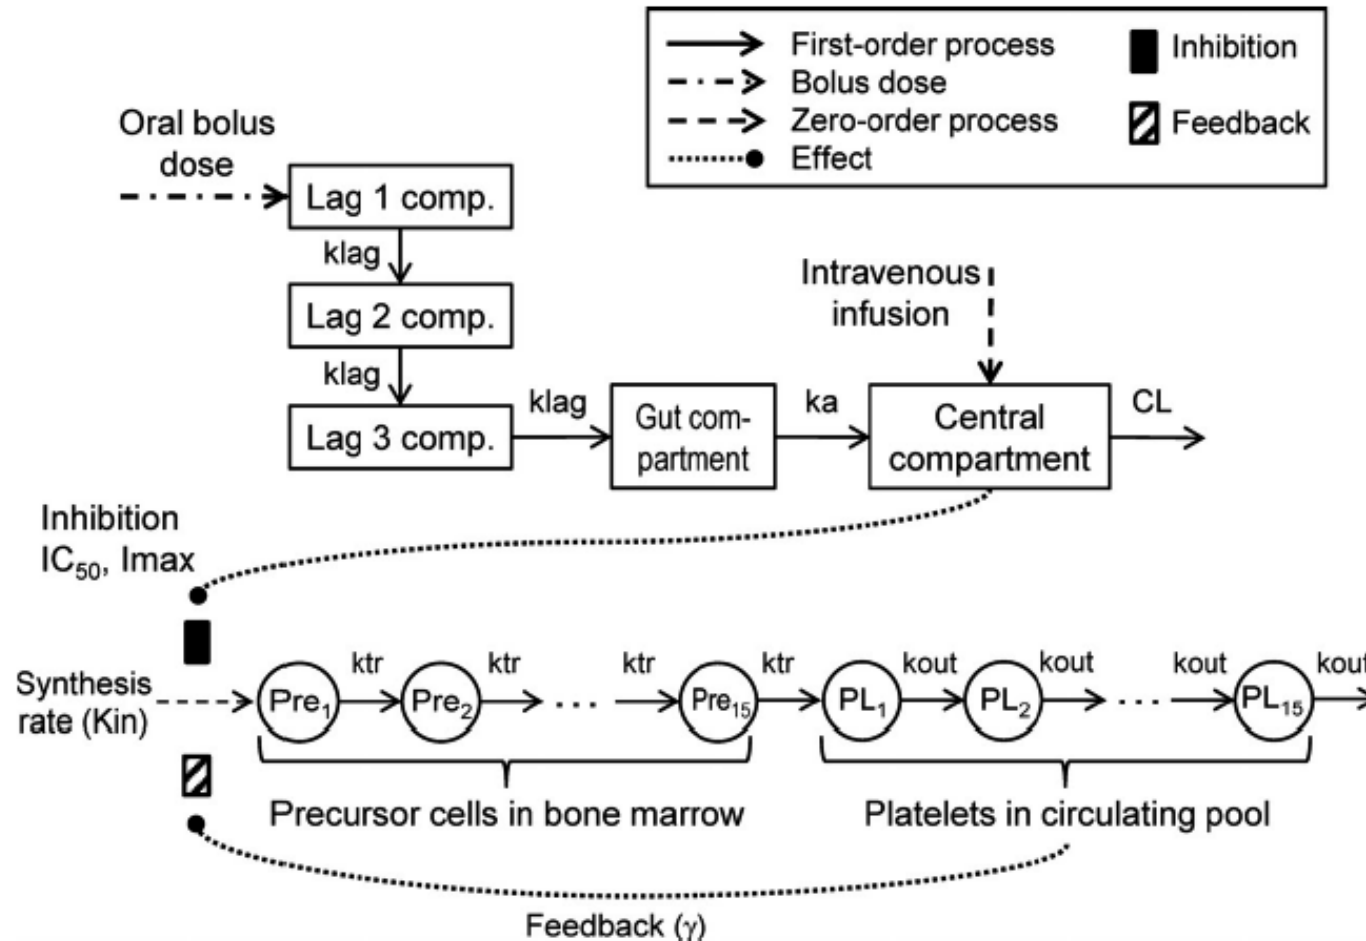 First-order process
Bolus dose
Zero-order process
Effect
Inhibition
Feedback
Oral bolus
dose
Lag 1 comp.
klag
Lag 2 comp.
klag
Lag 3 comp.
klag
Gut com-
partment
ka
Intravenous
infusion
Central
compartment
CL
Inhibition
IC₅₀, Imax
Synthesis
rate (Kin)
Pre₁
ktr
Pre₂
ktr
...
ktr
Pre₁₅
ktr
PL₁
kout
PL₂
kout
...
kout
PL₁₅
kout
Precursor cells in bone marrow
Platelets in circulating pool
Feedback (γ)